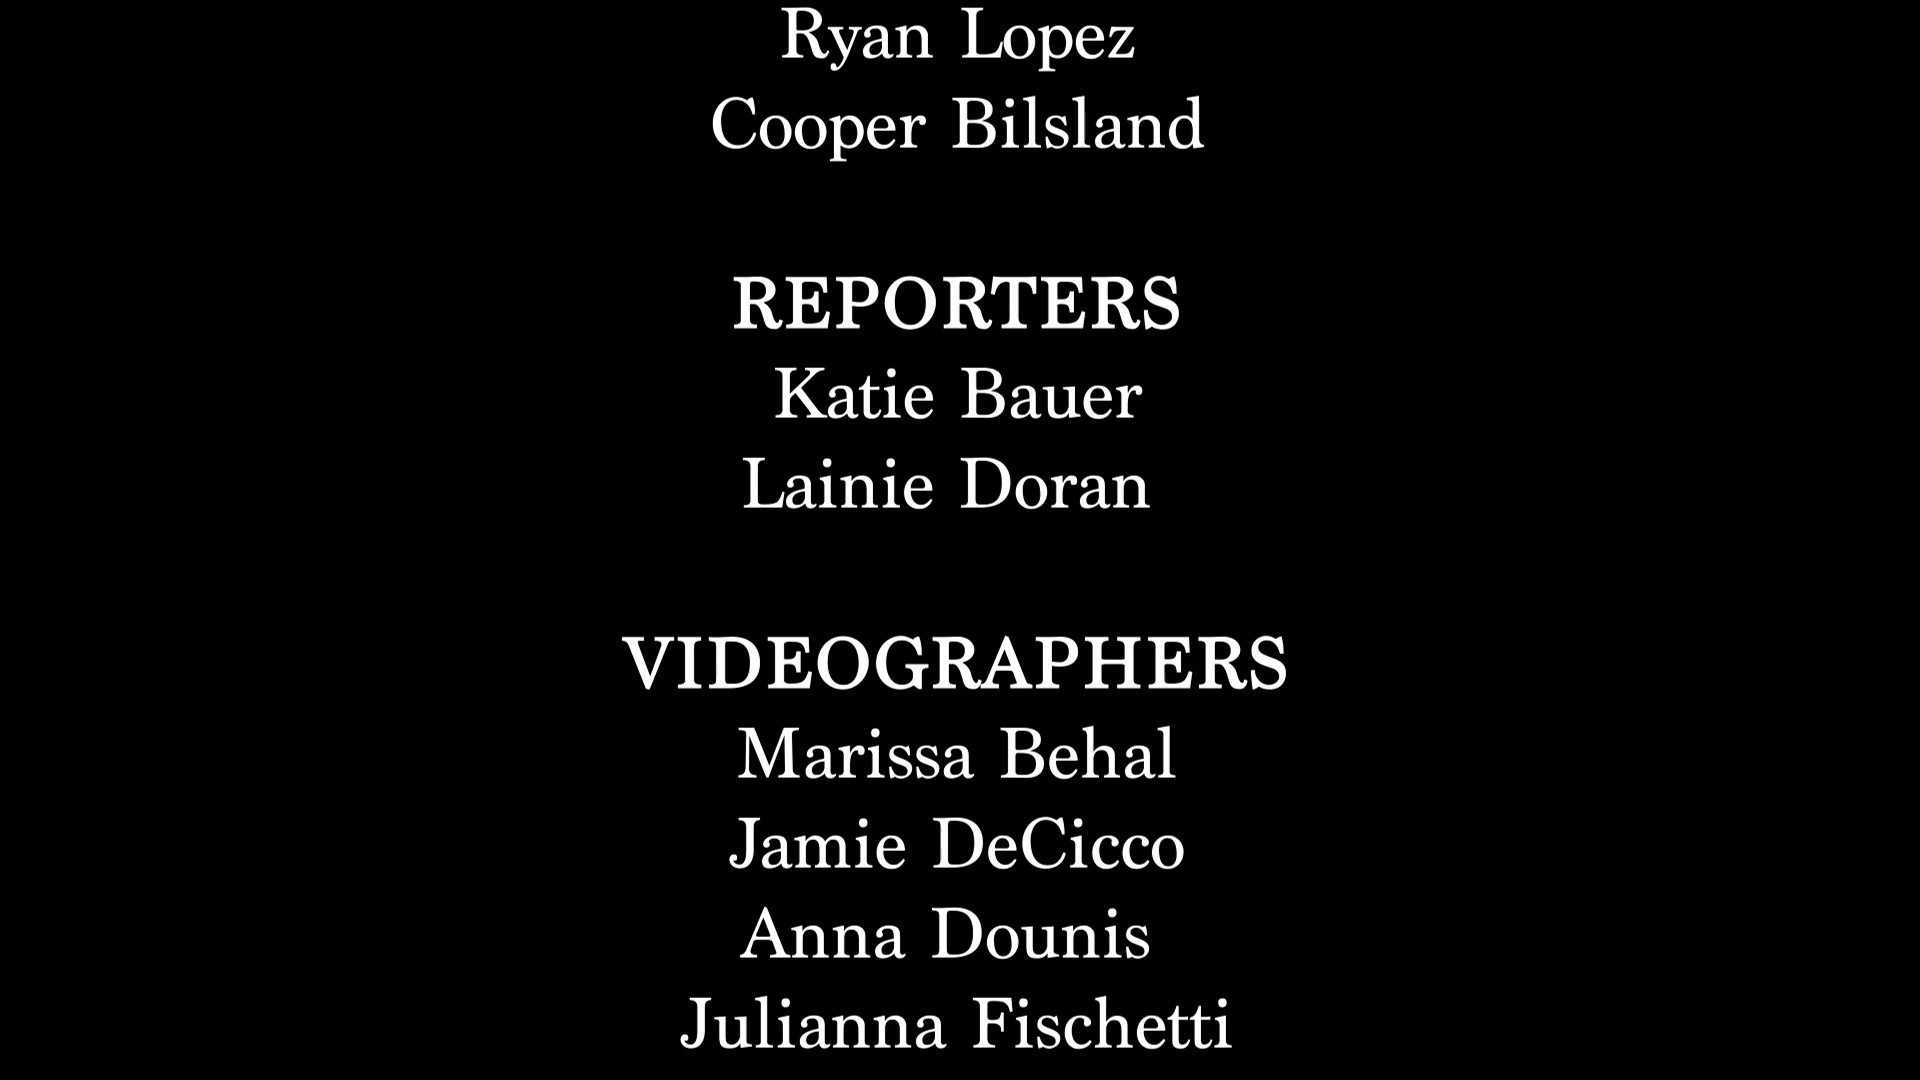 Ryan Lopez
Cooper Bilsland
REPORTERS
Katie Bauer
Lainie Doran
VIDEOGRAPHERS
Marissa Behal
Jamie DeCicco
Anna Dounis
Julianna Fischetti